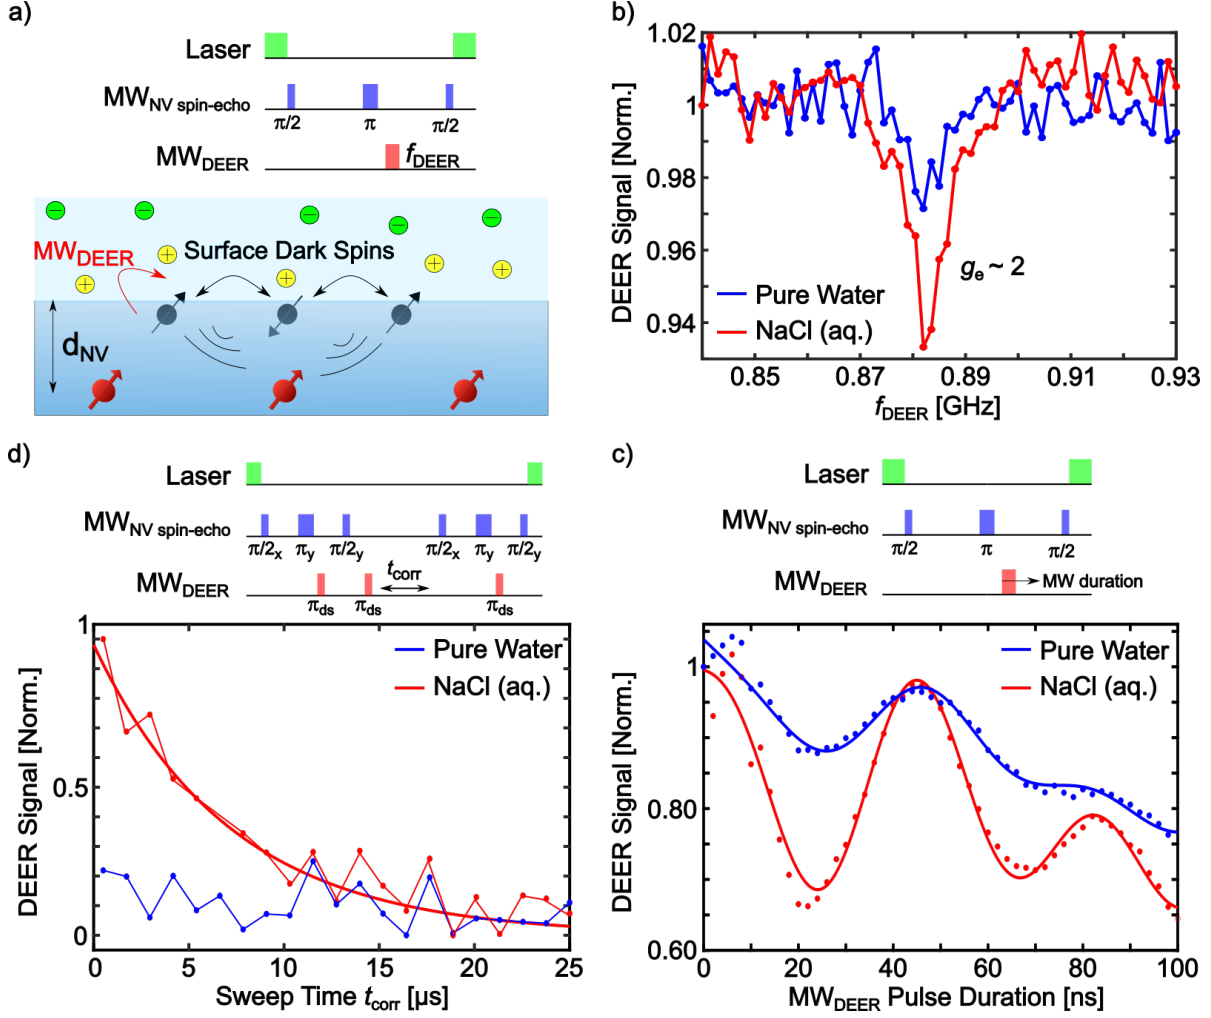 a)
Laser
MW_NV spin-echo
π/2 π π/2
MW_DEER f_DEER
− − − − −
MW_DEER Surface Dark Spins
+ + + + +
d_NV
b)
DEER Signal [Norm.]
1.02
1
0.98
0.96
0.94
g_e ~ 2
Pure Water
NaCl (aq.)
0.85 0.87 0.89 0.91 0.93
f_DEER [GHz]
d)
Laser
MW_NV spin-echo
π/2_x π_y π/2_y π/2_x π_y π/2_y
MW_DEER t_corr
π_ds π_ds π_ds
DEER Signal [Norm.]
1
0.5
0
Pure Water
NaCl (aq.)
0 5 10 15 20 25
Sweep Time t_corr [µs]
c)
Laser
MW_NV spin-echo
π/2 π π/2
MW_DEER MW duration
DEER Signal [Norm.]
1
0.80
0.60
Pure Water
NaCl (aq.)
0 20 40 60 80 100
MW_DEER Pulse Duration [ns]